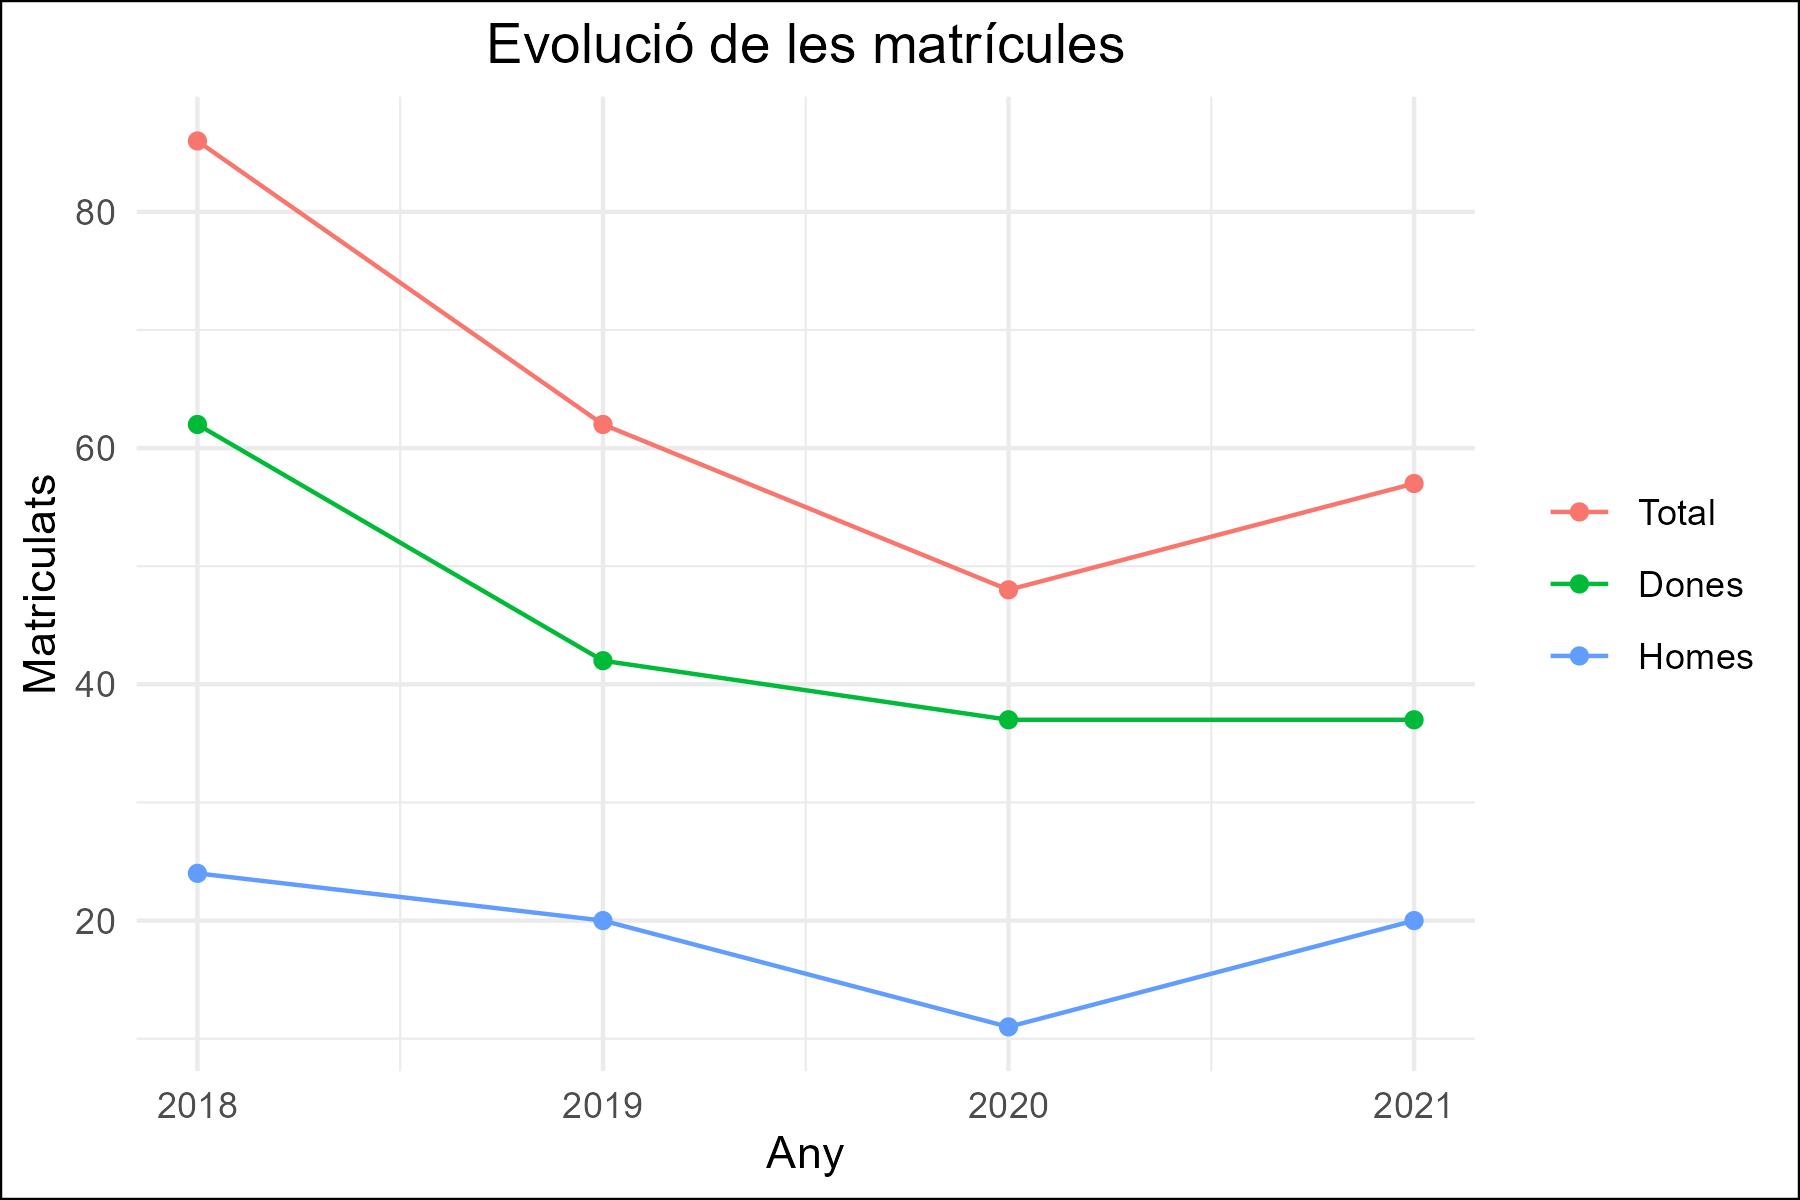 Evolució de les matrícules
Matriculats
80
60
40
20
2018
2019
2020
2021
Any
Total
Dones
Homes